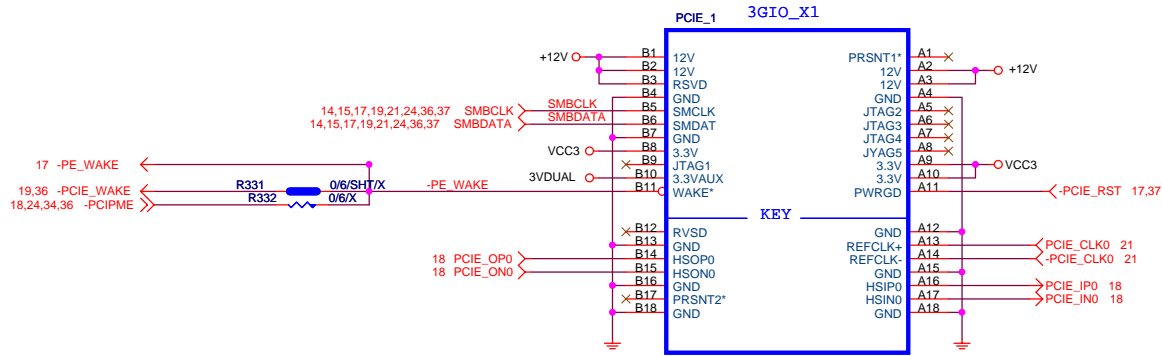 PCIE_1 3GIO_X1
+12V B1 12V PRSNT1* A1
B2 12V 12V A2 +12V
B3 RSVD 12V A3
B4 GND GND A4
14,15,17,19,21,24,36,37 SMBCLK SMBCLK B5 SMCLK JTAG2 A5
14,15,17,19,21,24,36,37 SMBDATA SMBDATA B6 SMDAT JTAG3 A6
B7 GND JTAG4 A7
VCC3 B8 3.3V JYAG5 A8
17 -PE_WAKE B9 JTAG1 3.3V A9 VCC3
3VDUAL B10 3.3VAUX 3.3V A10
19,36 -PCIE_WAKE R331 0/6/SHT/X -PE_WAKE B11 WAKE* PWRGD A11 -PCIE_RST 17,37
18,24,34,36 -PCIPME R332 0/6/X
KEY
B12 RVSD GND A12
B13 GND REFCLK+ A13 PCIE_CLK0 21
18 PCIE_OP0 B14 HSOP0 REFCLK- A14 -PCIE_CLK0 21
18 PCIE_ON0 B15 HSON0 GND A15
B16 GND HSIP0 A16 PCIE_IP0 18
B17 PRSNT2* HSIN0 A17 PCIE_IN0 18
B18 GND GND A18